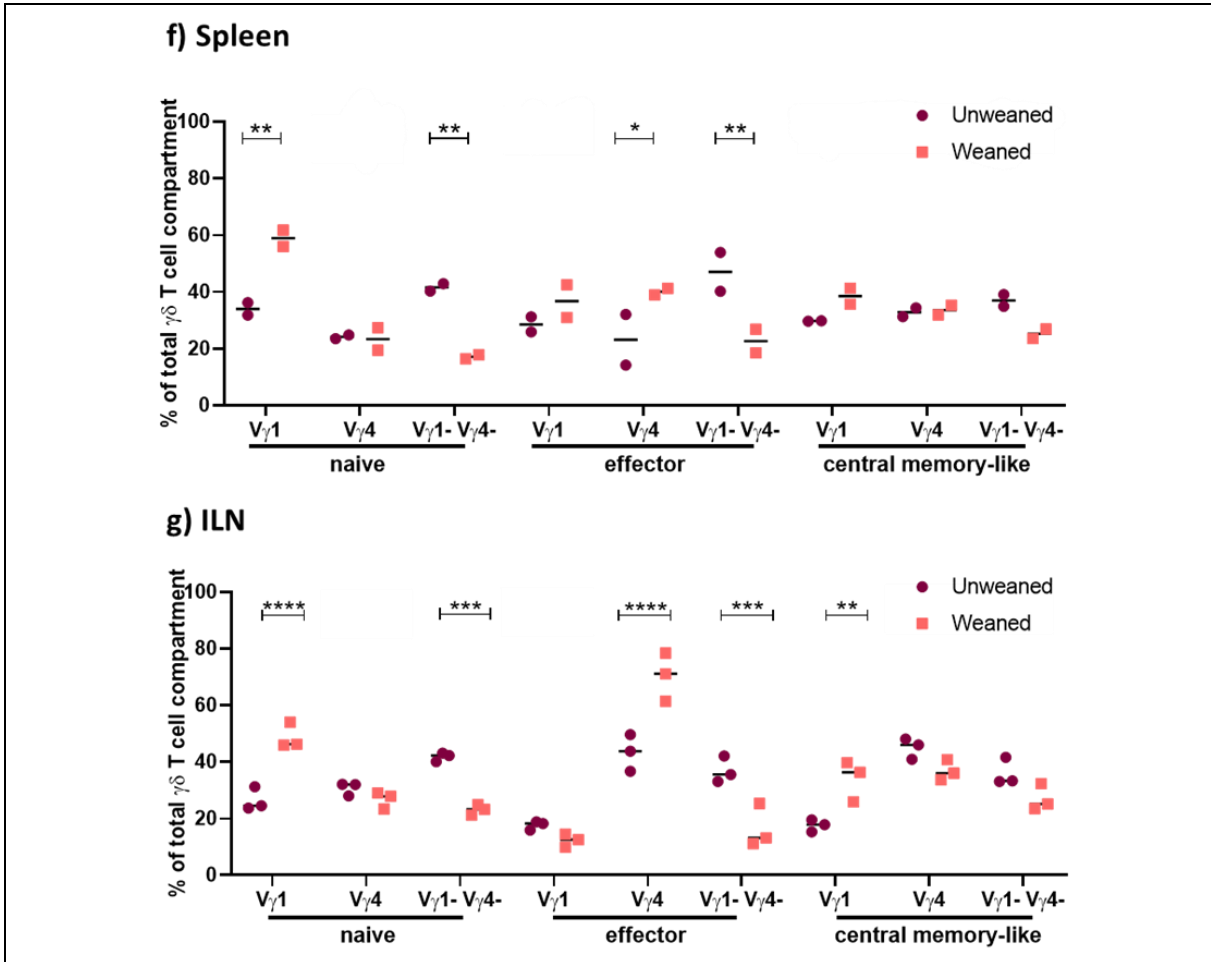 f) Spleen
% of total γδ T cell compartment
100
80
60
40
20
0
** ** * **
Unweaned
Weaned
Vγ1 Vγ4 Vγ1- Vγ4- Vγ1 Vγ4 Vγ1- Vγ4- Vγ1 Vγ4 Vγ1- Vγ4-
naive effector central memory-like
g) ILN
% of total γδ T cell compartment
100
80
60
40
20
0
**** *** **** *** **
Unweaned
Weaned
Vγ1 Vγ4 Vγ1- Vγ4- Vγ1 Vγ4 Vγ1- Vγ4- Vγ1 Vγ4 Vγ1- Vγ4-
naive effector central memory-like